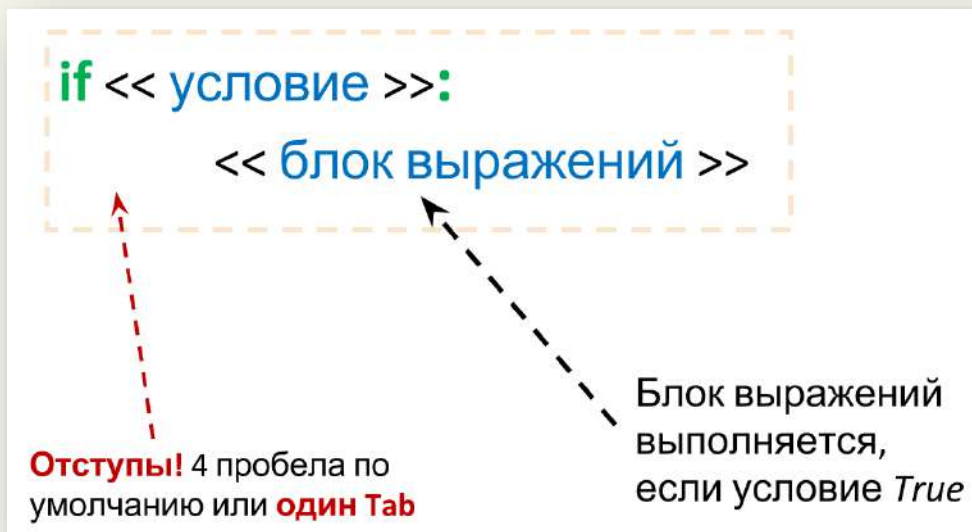 if << условие >>:
<< блок выражений >>
Отступы! 4 пробела по
умолчанию или один Tab
Блок выражений
выполняется,
если условие True